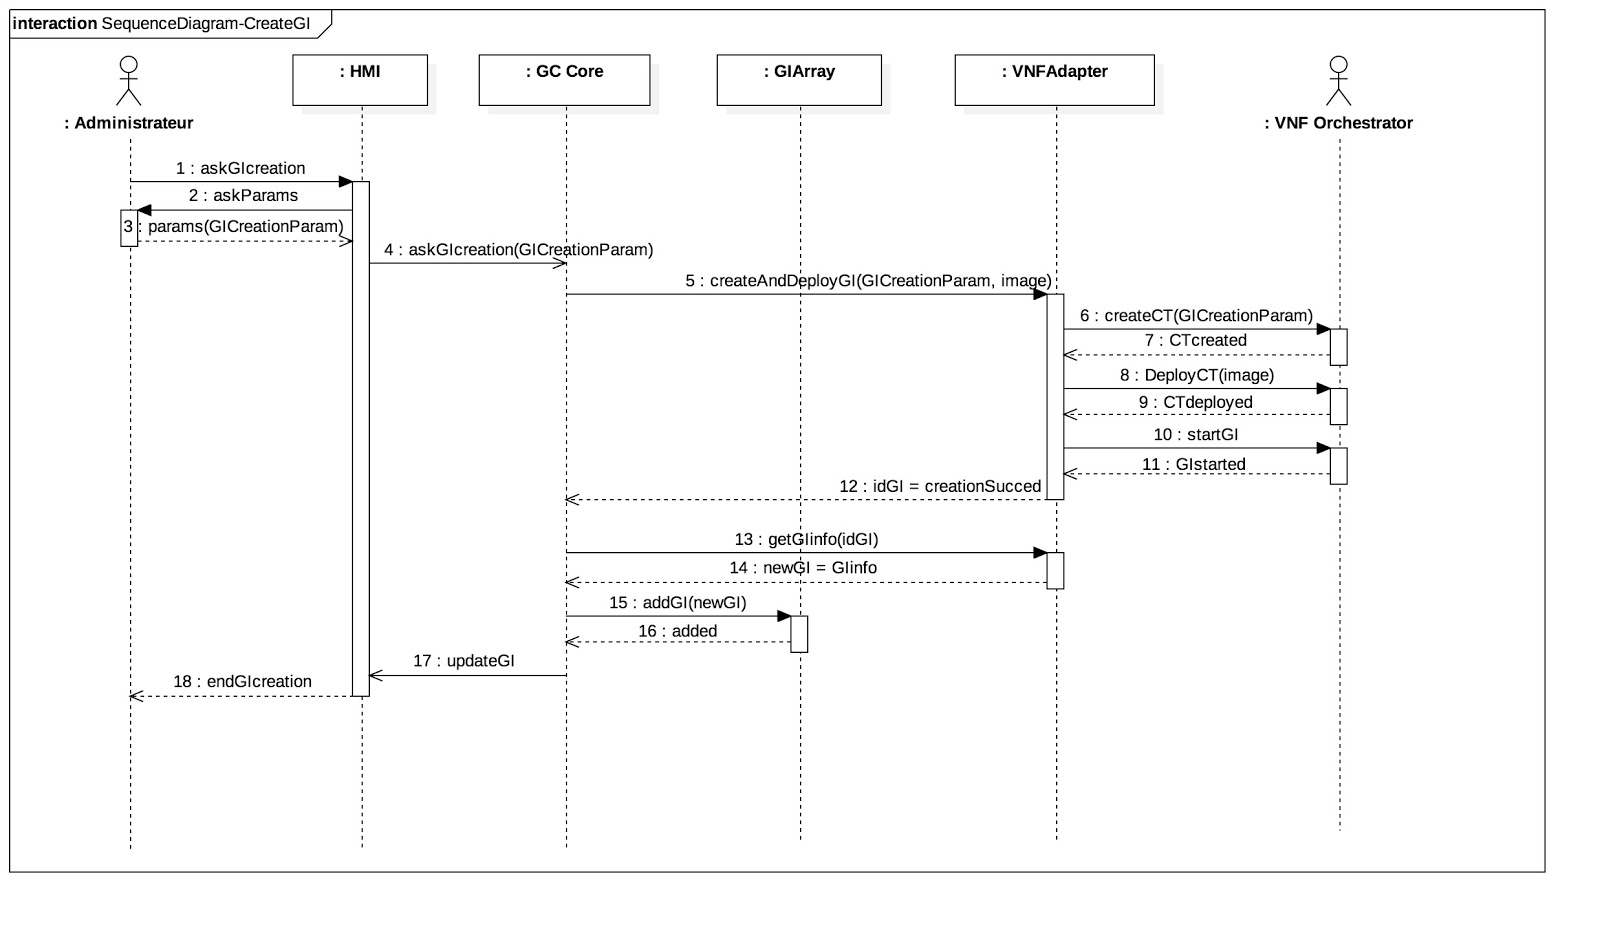 interaction SequenceDiagram-CreateGI
: HMI
: GC Core
: GIArray
: VNFAdapter
: Administrateur
: VNF Orchestrator
1 : askGIcreation
2 : askParams
3 : params(GICreationParam)
4 : askGIcreation(GICreationParam)
5 : createAndDeployGI(GICreationParam, image)
6 : createCT(GICreationParam)
7 : CTcreated
8 : DeployCT(image)
9 : CTdeployed
10 : startGI
11 : GIstarted
12 : idGI = creationSucced
13 : getGIinfo(idGI)
14 : newGI = GIinfo
15 : addGI(newGI)
16 : added
17 : updateGI
18 : endGIcreation